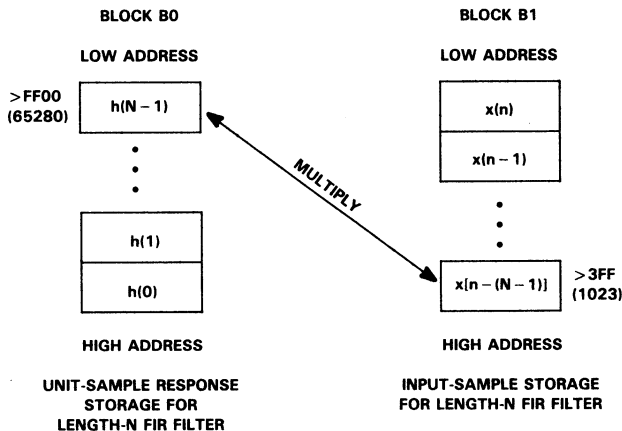 BLOCK B0
LOW ADDRESS
>FF00
(65280)
h(N – 1)
h(1)
h(0)
HIGH ADDRESS
UNIT-SAMPLE RESPONSE
STORAGE FOR
LENGTH-N FIR FILTER
MULTIPLY
BLOCK B1
LOW ADDRESS
x(n)
x(n – 1)
x[n – (N – 1)]
>3FF
(1023)
HIGH ADDRESS
INPUT-SAMPLE STORAGE
FOR LENGTH-N FIR FILTER